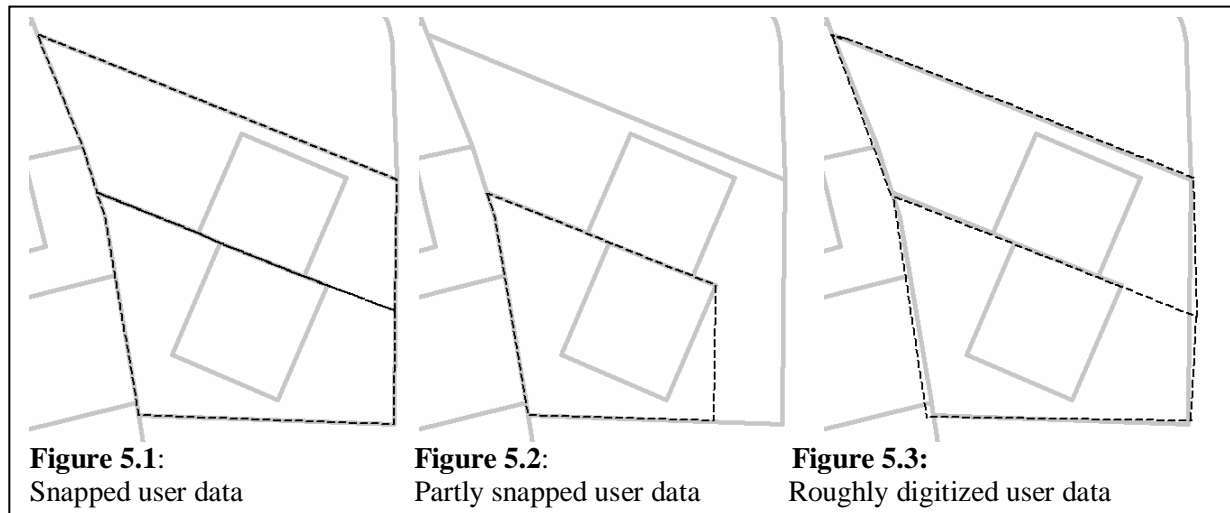 Figure 5.1:
Snapped user data
Figure 5.2:
Partly snapped user data
Figure 5.3:
Roughly digitized user data